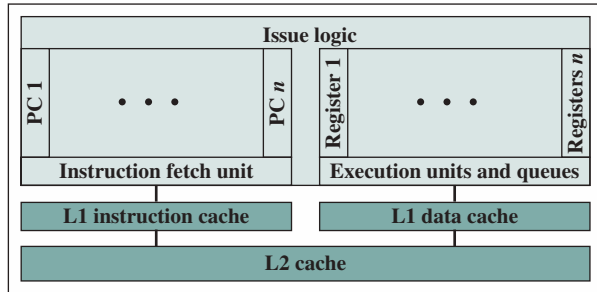 Issue logic
PC 1
• • •
PC n
Register 1
• • •
Registers n
Instruction fetch unit
Execution units and queues
L1 instruction cache
L1 data cache
L2 cache